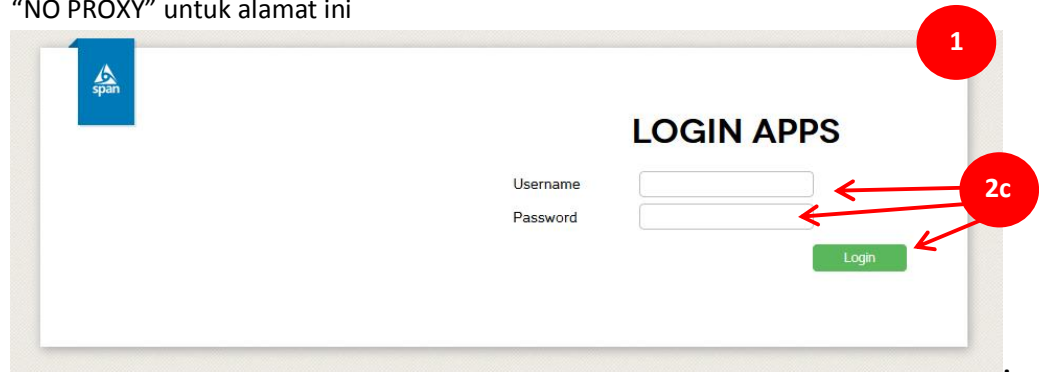 “NO PROXY” untuk alamat ini
1
span
LOGIN APPS
Username
2c
Password
Login
.